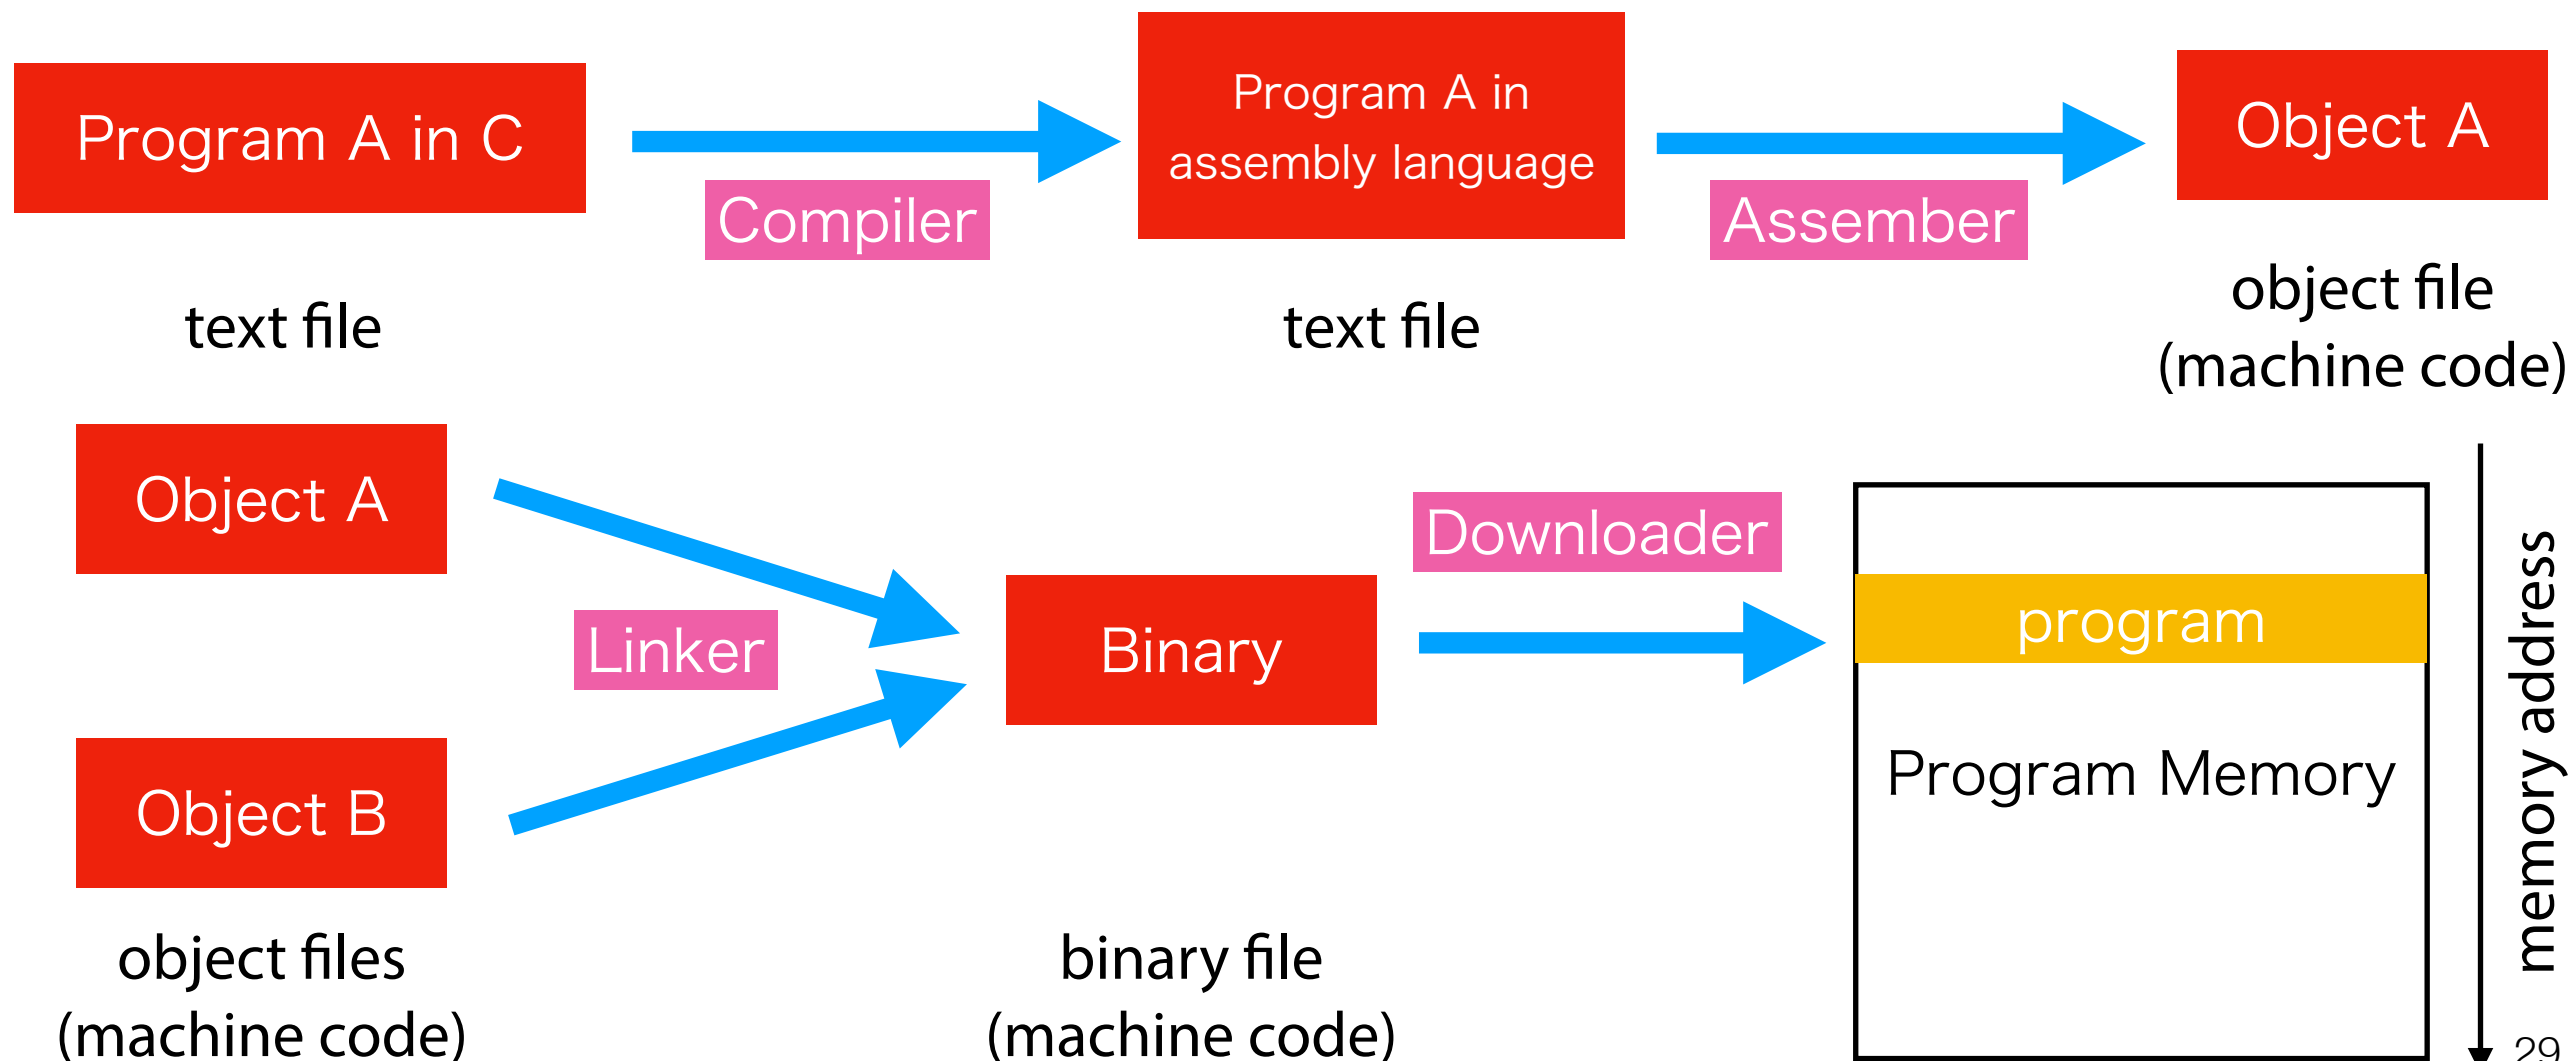 Program A in C
Compiler
Program A in
assembly language
Assember
Object A
text file
text file
object file
(machine code)
Object A
Linker
Object B
Binary
Downloader
program
Program Memory
memory address
object files
(machine code)
binary file
(machine code)
29